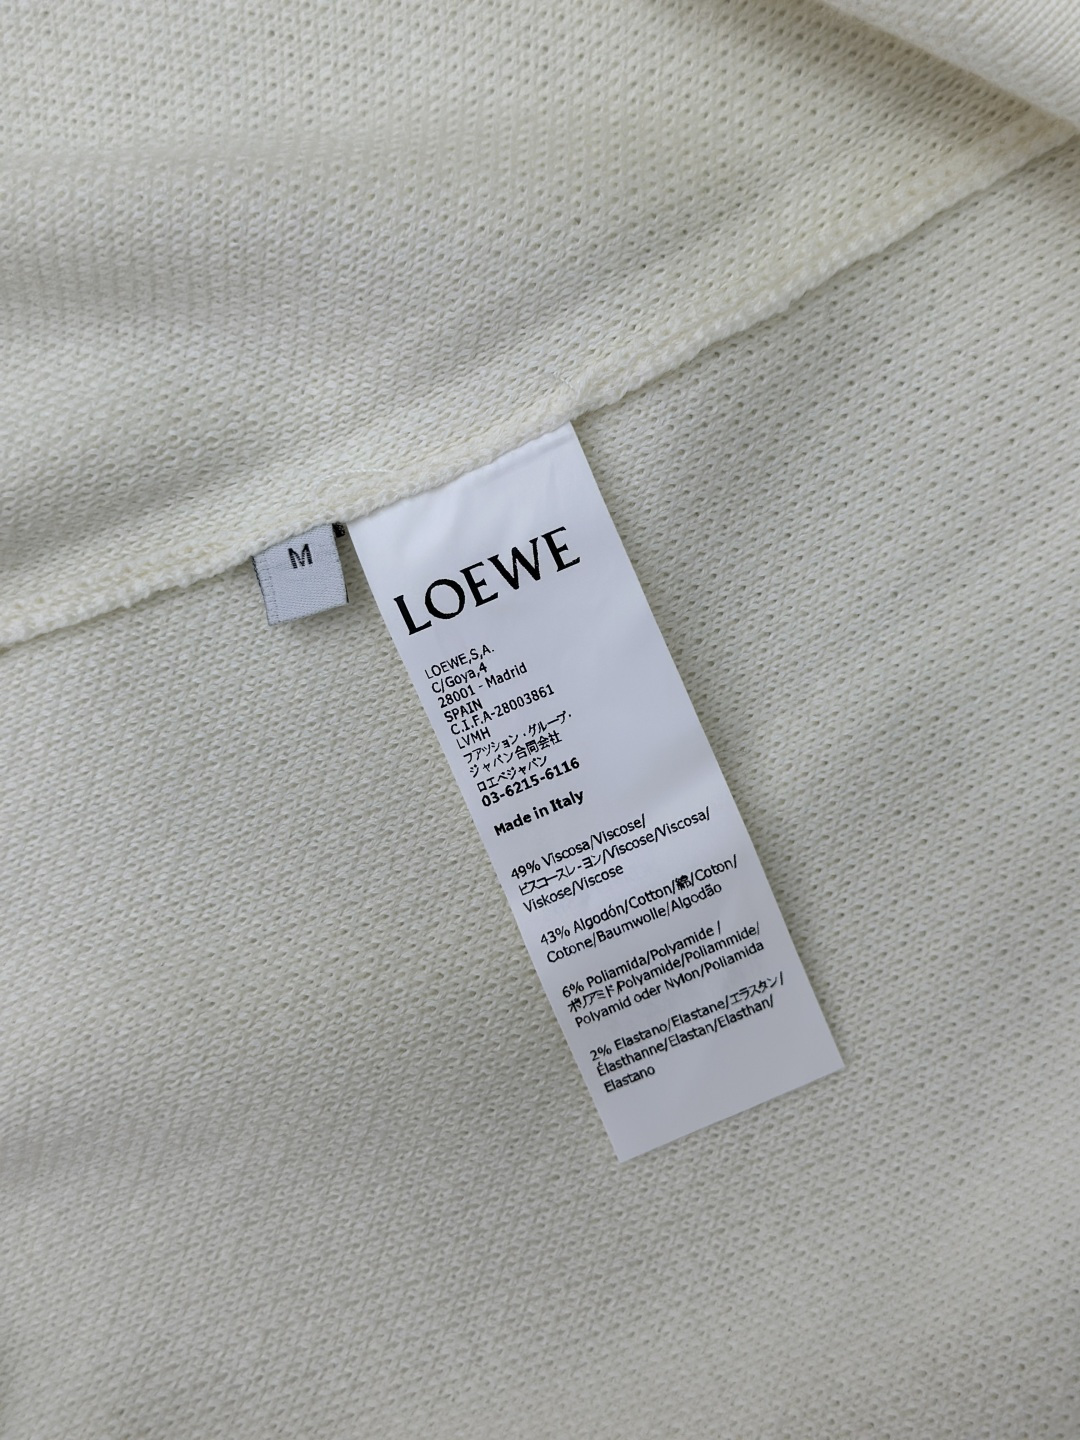 M
LOEWE
LOEWE,S,A.
C/Goya,4
28001 - Madrid
SPAIN
C.I.F.A-28003861
LVMH
フアッション・グループ・
ジャパン合同会社
ロエベジャパン
03-6215-6116
Made in Italy
49% Viscosa/Viscose/
ビスコースレ-ヨン/Viscose/Viscosa/
Viskose/Viscose
43% Algodón/Cotton/綿/Coton/
Cotone/Baumwolle/Algodão
6% Poliamida/Polyamide /
ポリアミド/Polyamide/Poliammide/
Polyamid oder Nylon/Poliamida
2% Elastano/Elastane/エラスタン/
Élasthanne/Elastan/Elasthan/
Elastano